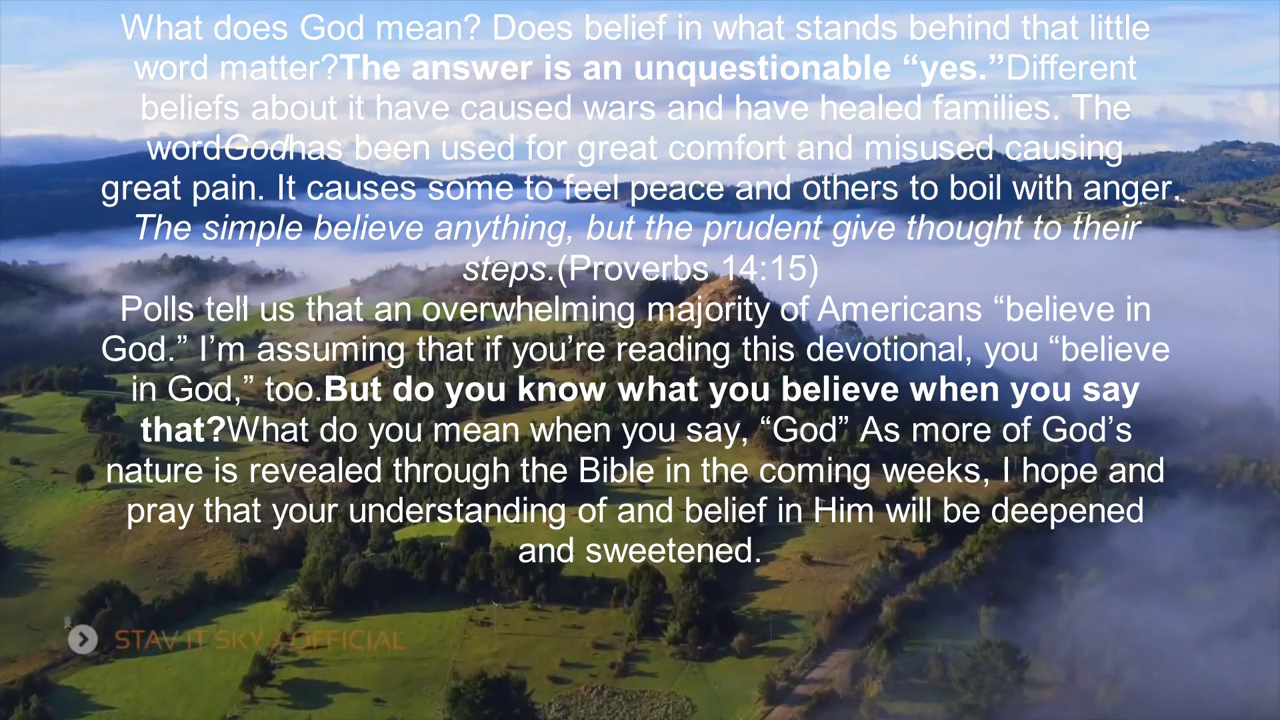 What does God mean? Does belief in what stands behind that little
word matter?The answer is an unquestionable “yes.”Different
beliefs about it have caused wars and have healed families. The
wordGodhas been used for great comfort and misused causing
great pain. It causes some to feel peace and others to boil with anger.
The simple believe anything, but the prudent give thought to their
steps.(Proverbs 14:15)
Polls tell us that an overwhelming majority of Americans “believe in
God.” I’m assuming that if you’re reading this devotional, you “believe
in God,” too.But do you know what you believe when you say
that?What do you mean when you say, “God” As more of God’s
nature is revealed through the Bible in the coming weeks, I hope and
pray that your understanding of and belief in Him will be deepened
and sweetened.
STAV IT SKY / OFFICIAL